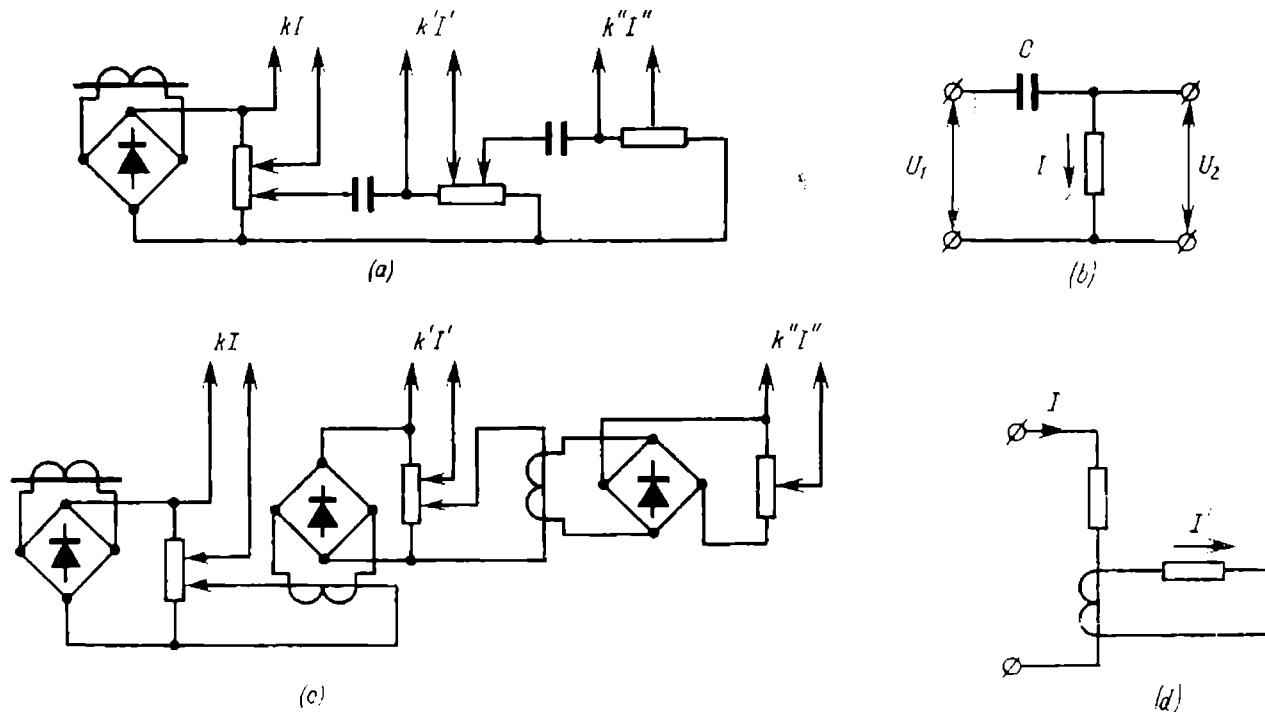 kI k'I' k"I"
C
U₁ I U₂
(a) (b)
kI k'I' k"I"
I
I'
(c) (d)